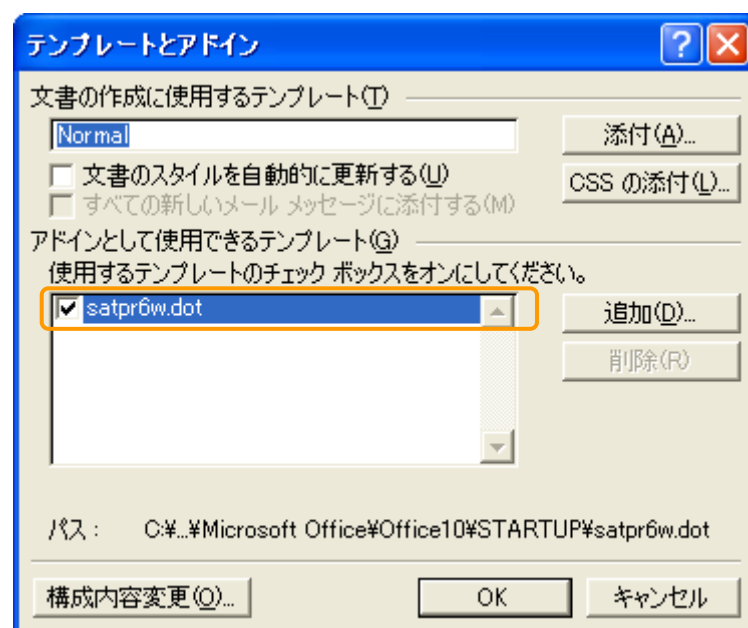 テンプレートとアドイン
文書の作成に使用するテンプレート(T)
Normal
添付(A)...
文書のスタイルを自動的に更新する(U)
CSS の添付(L)...
すべての新しいメール メッセージに添付する(M)
アドインとして使用できるテンプレート(G)
使用するテンプレートのチェック ボックスをオンにしてください。
satpr6w.dot
追加(D)...
削除(R)
パス : C:¥...¥Microsoft Office¥Office10¥STARTUP¥satpr6w.dot
構成内容変更(O)...
OK
キャンセル